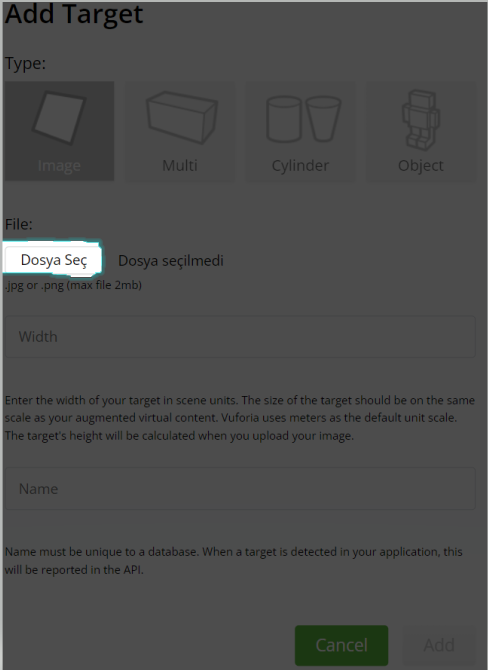 Add Target
Type:
Image Multi Cylinder Object
File:
Dosya Seç Dosya seçilmedi
.jpg or .png (max file 2mb)
Width
Enter the width of your target in scene units. The size of the target should be on the same
scale as your augmented virtual content. Vuforia uses meters as the default unit scale.
The target's height will be calculated when you upload your image.
Name
Name must be unique to a database. When a target is detected in your application, this
will be reported in the API.
Cancel Add